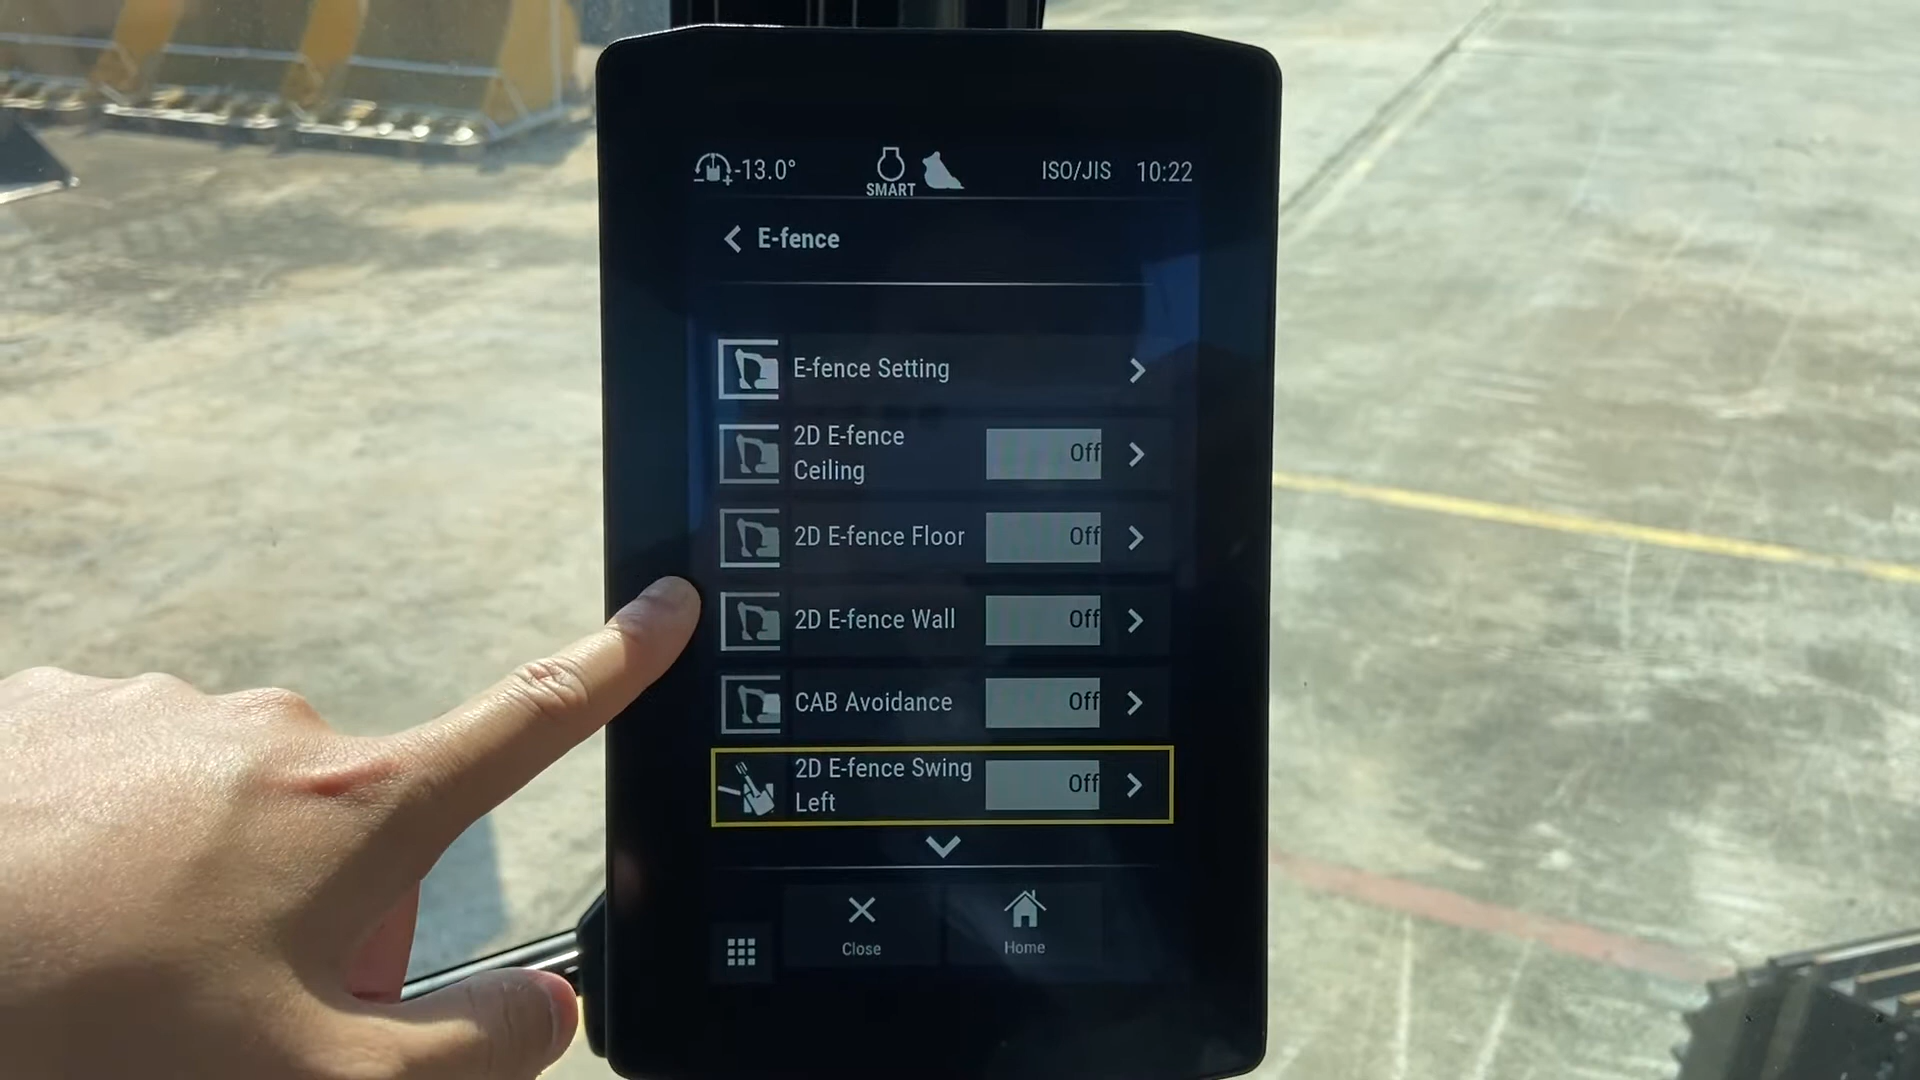 -13.0°
SMART
ISO/JIS 10:22
E-fence
E-fence Setting
2D E-fence
Ceiling
Off
2D E-fence Floor Off
2D E-fence Wall Off
CAB Avoidance Off
2D E-fence Swing
Left
Off
Close
Home